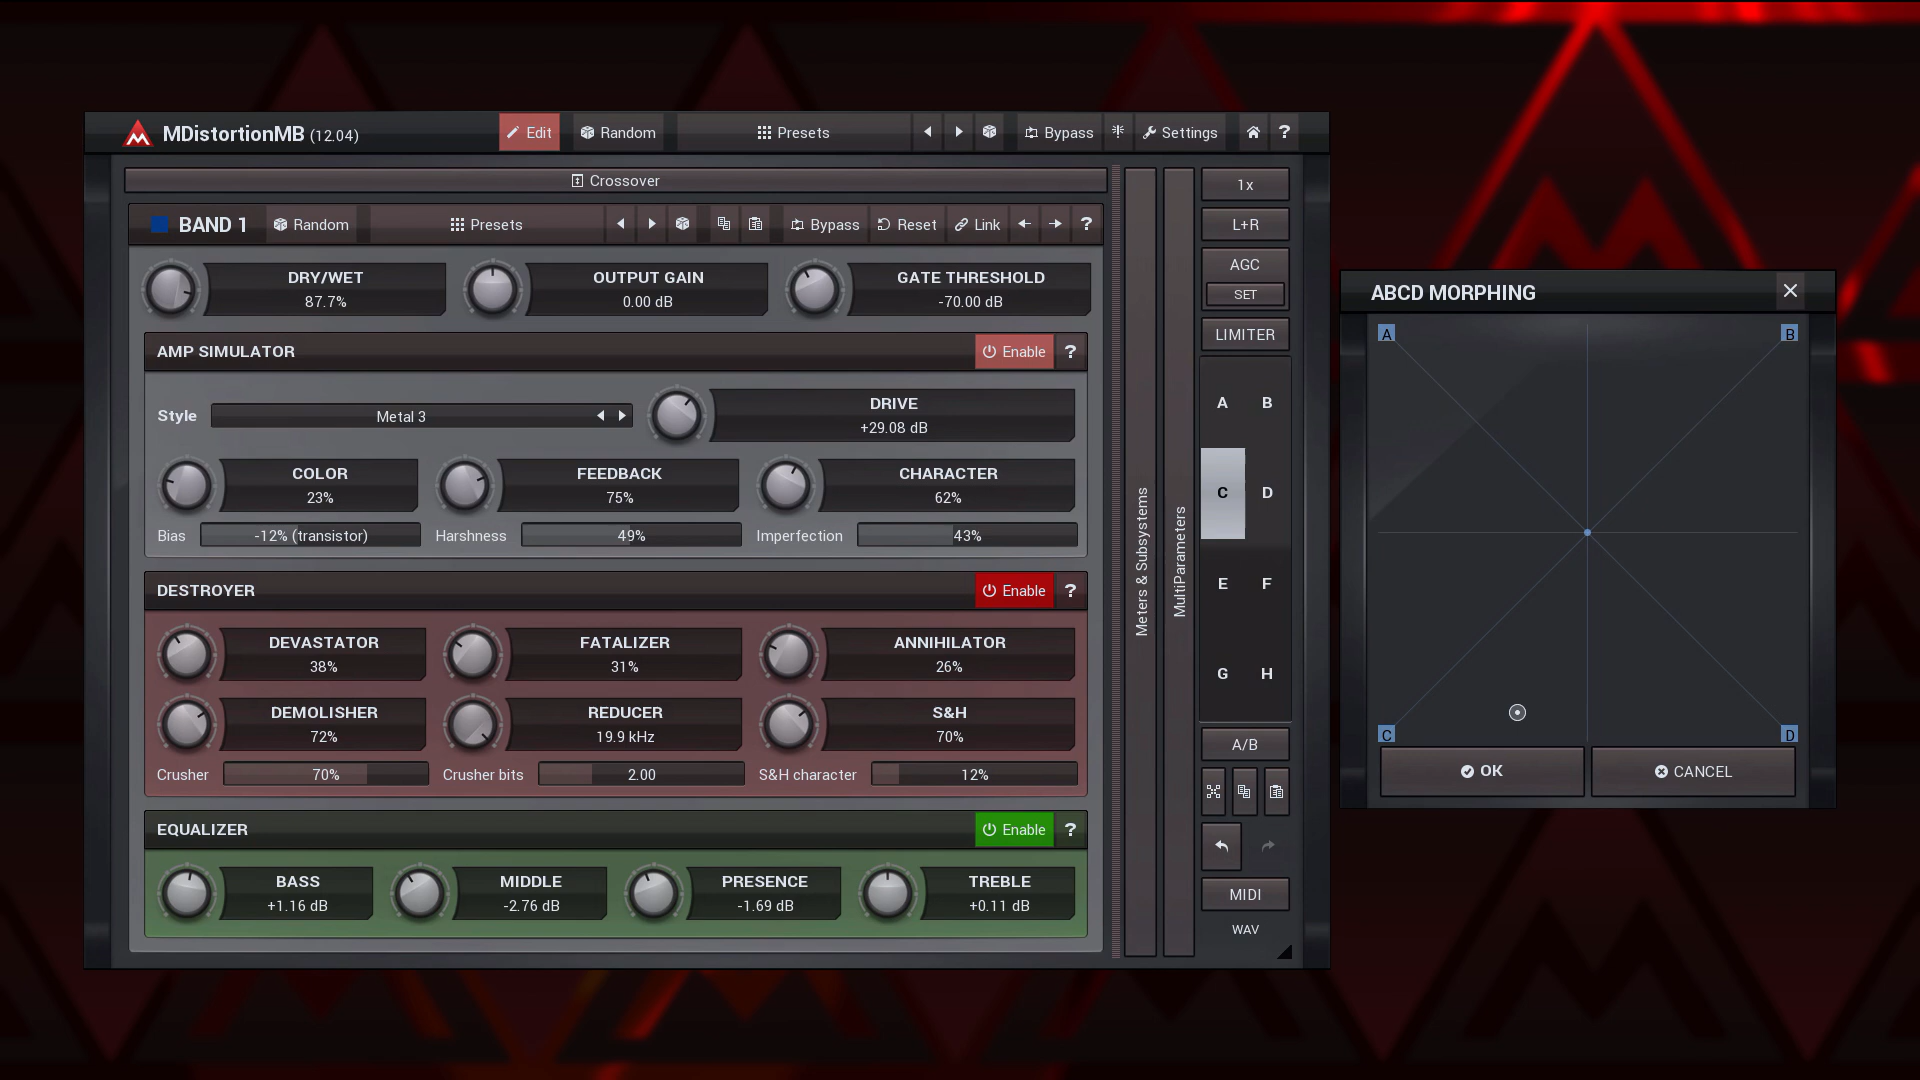 MDistortionMB (12.04)
Edit
Random
Presets
Bypass
Settings
?
Crossover
BAND 1
Random
Presets
Bypass
Reset
Link
?
DRY/WET
87.7%
OUTPUT GAIN
0.00 dB
GATE THRESHOLD
-70.00 dB
AMP SIMULATOR
Enable
?
Style
Metal 3
DRIVE
+29.08 dB
COLOR
23%
FEEDBACK
75%
CHARACTER
62%
Bias
-12% (transistor)
Harshness
49%
Imperfection
43%
DESTROYER
Enable
?
DEVASTATOR
38%
FATALIZER
31%
ANNIHILATOR
26%
DEMOLISHER
72%
REDUCER
19.9 kHz
S&H
70%
Crusher
70%
Crusher bits
2.00
S&H character
12%
EQUALIZER
Enable
?
BASS
+1.16 dB
MIDDLE
-2.76 dB
PRESENCE
-1.69 dB
TREBLE
+0.11 dB
Meters & Subsystems
MultiParameters
1x
L+R
AGC
SET
LIMITER
A B
C D
E F
G H
A/B
MIDI
WAV
ABCD MORPHING
A
B
C
D
OK
CANCEL